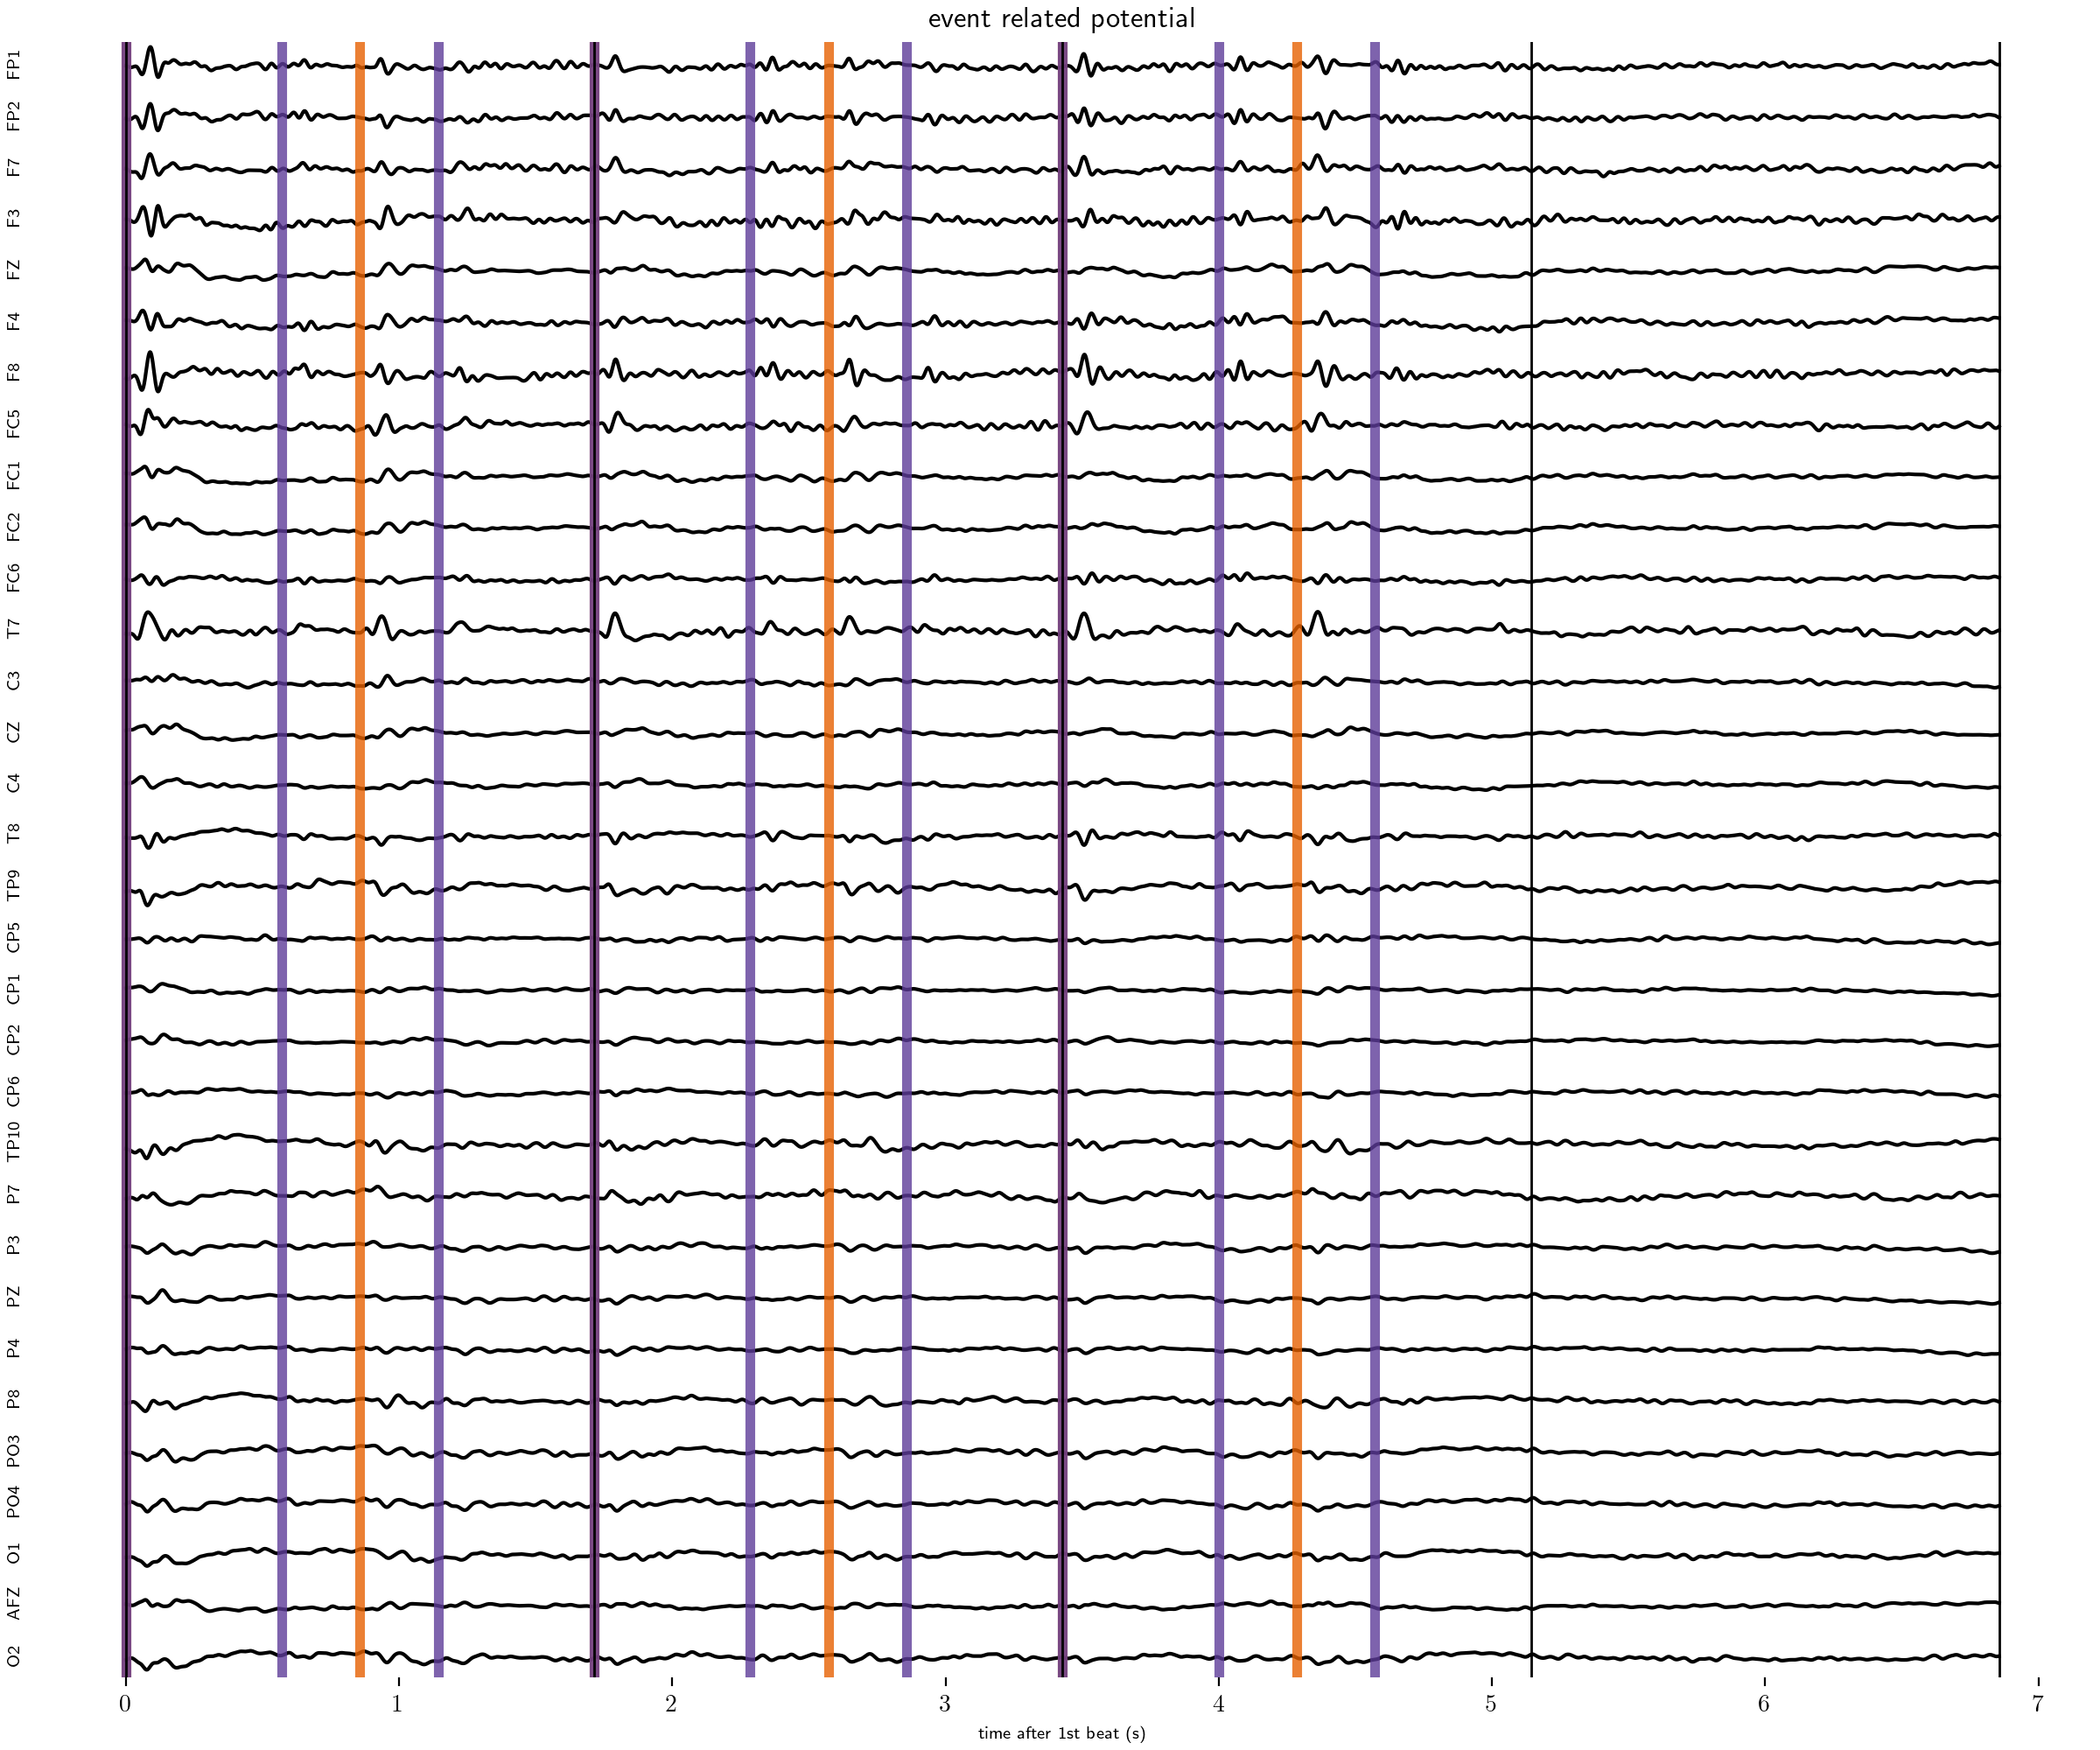 event related potential
FP1
FP2
F7
F3
FZ
F4
F8
FC5
FC1
FC2
FC6
T7
C3
CZ
C4
T8
TP9
CP5
CP1
CP2
CP6
TP10
P7
P3
PZ
P4
P8
PO3
PO4
O1
AFZ
O2
0 1 2 3 4 5 6 7
time after 1st beat (s)